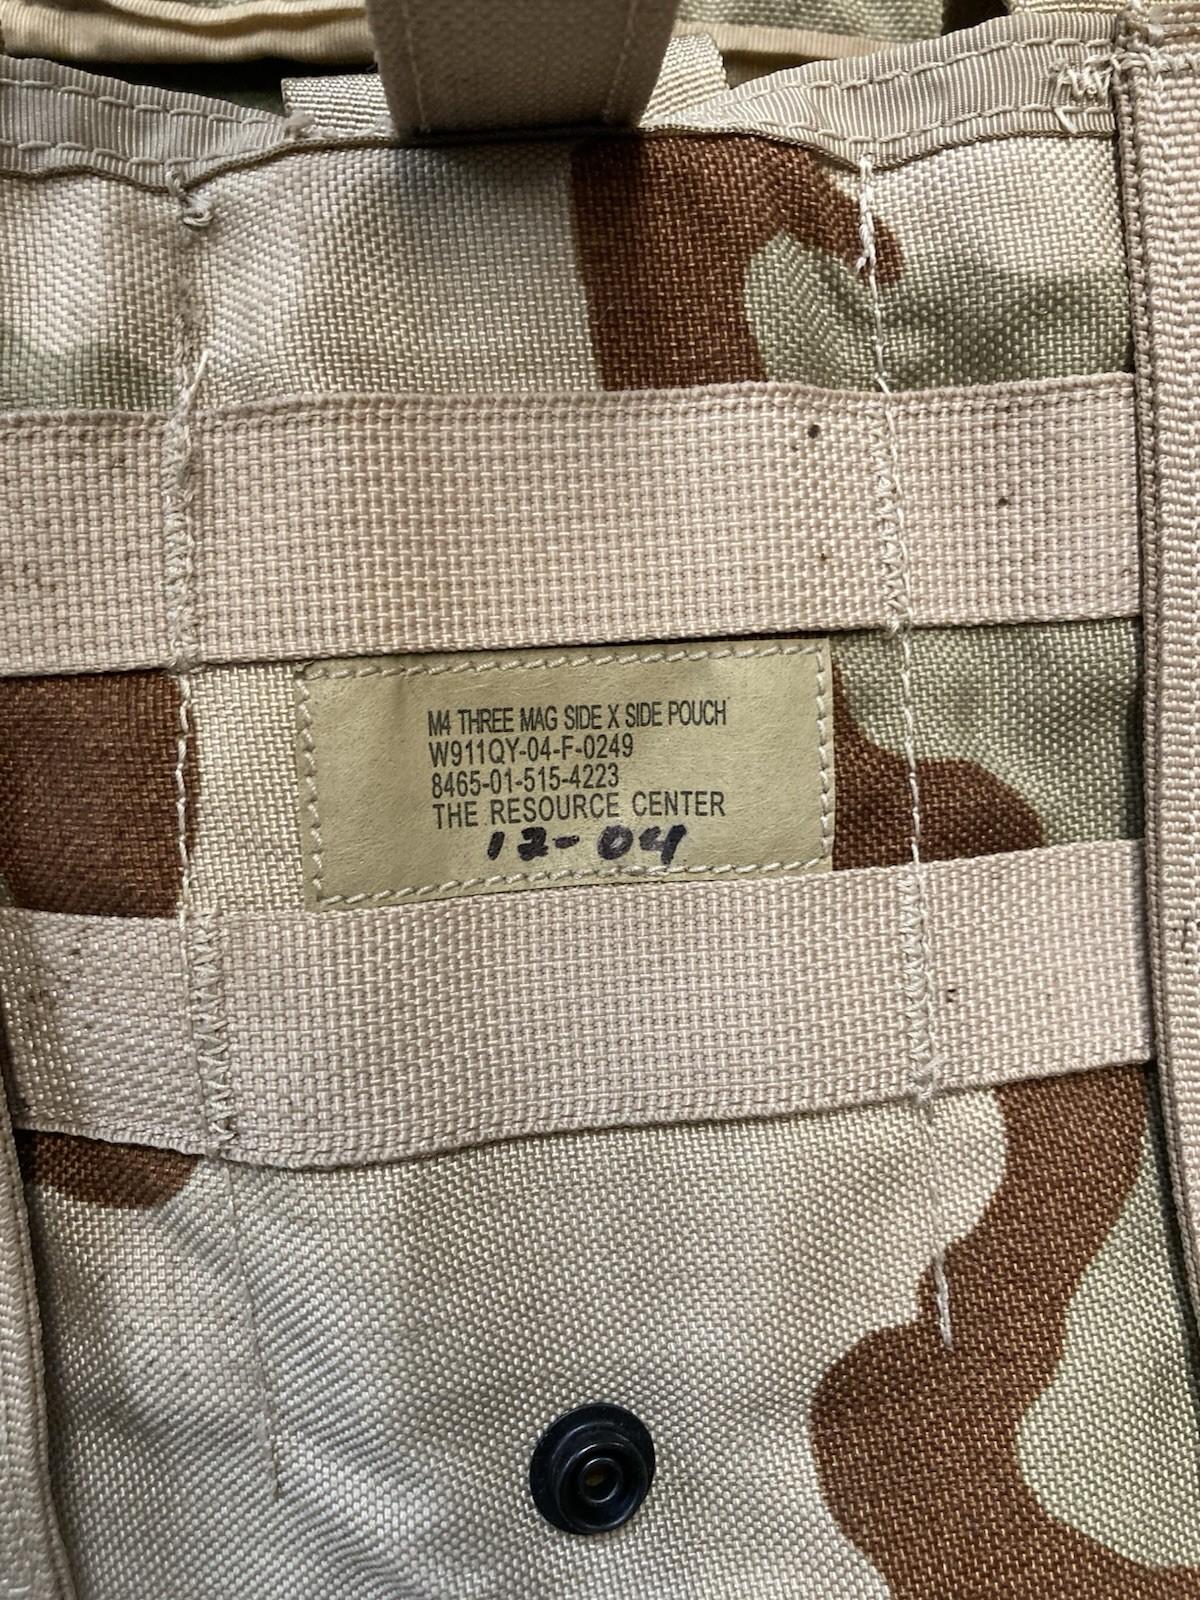 M4 THREE MAG SIDE X SIDE POUCH
W911QY-04-F-0249
8465-01-515-4223
THE RESOURCE CENTER
12-04